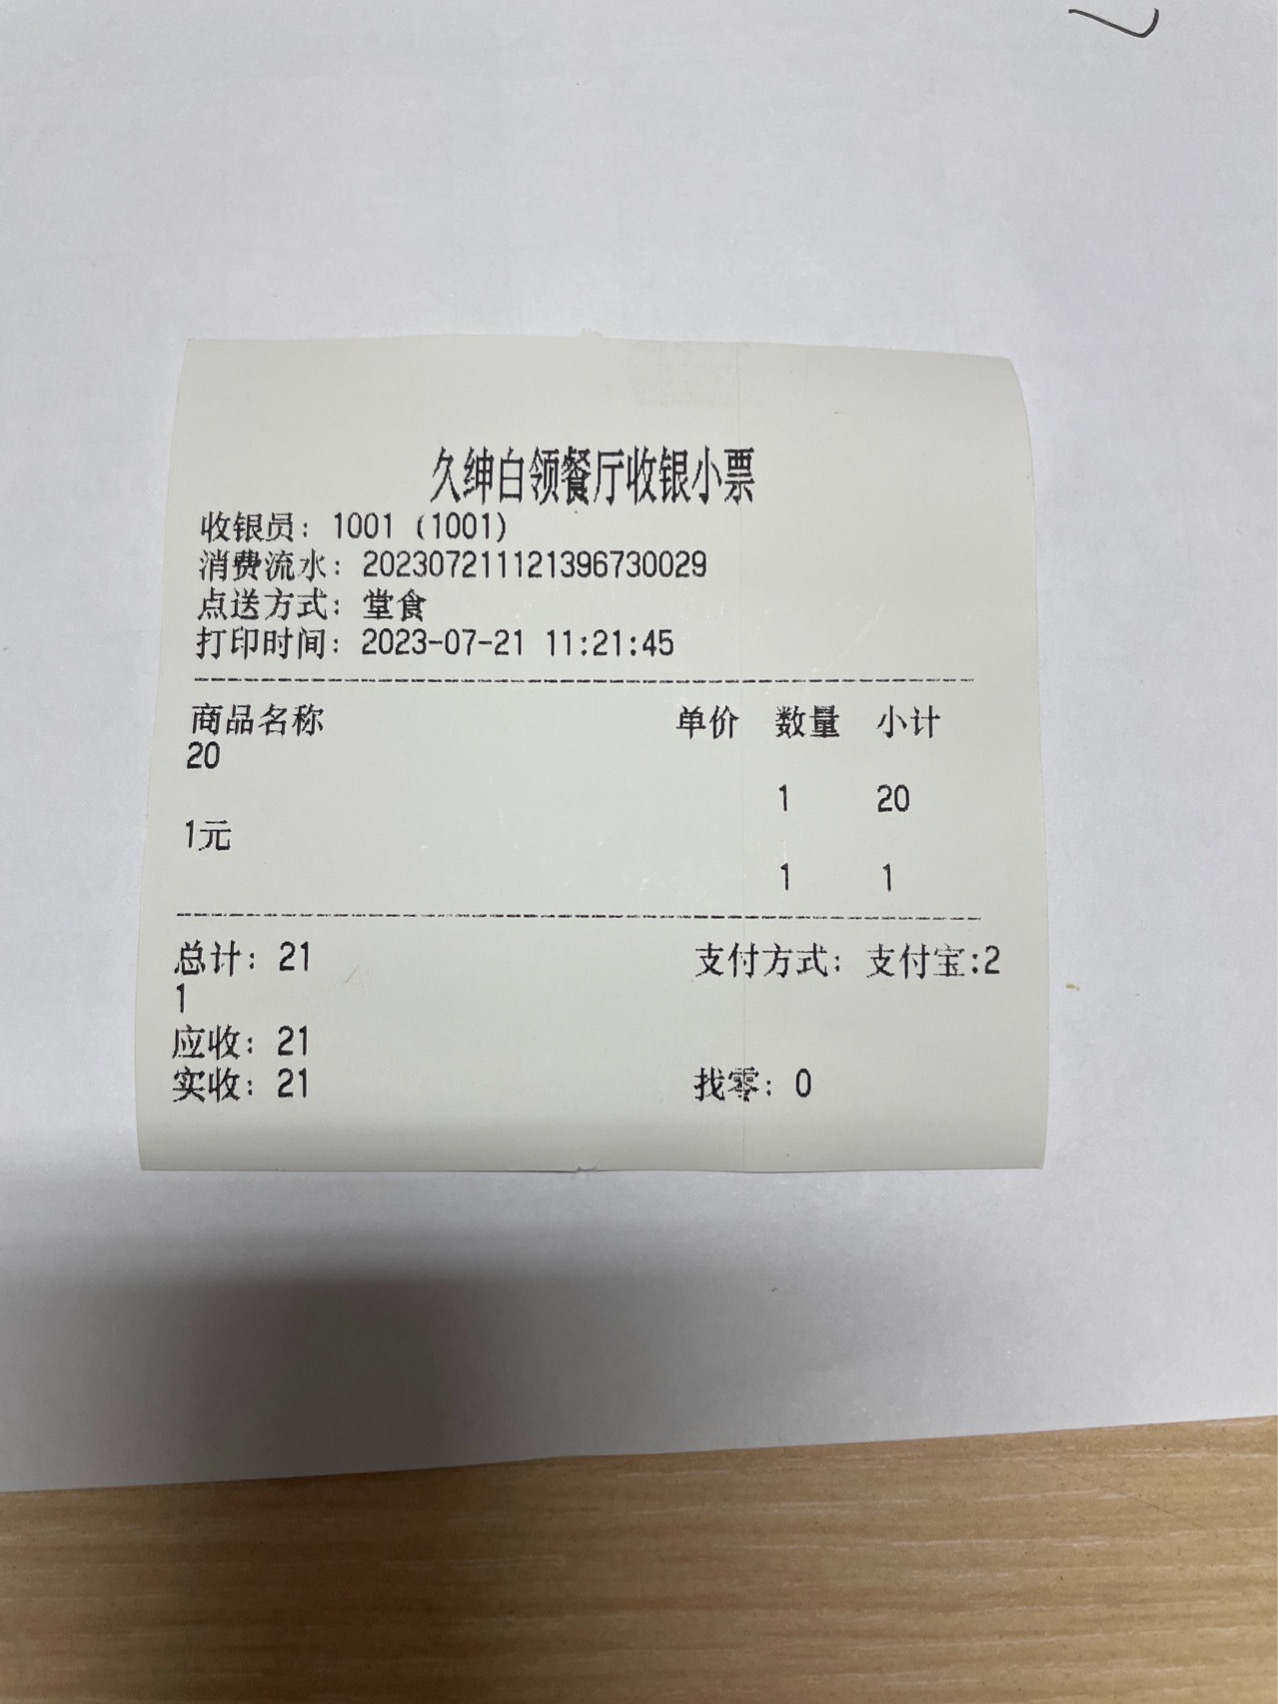 久绅白领餐厅收银小票
收银员：1001 (1001)
消费流水：202307211121396730029
点送方式：堂食
打印时间：2023-07-21 11:21:45
商品名称 单价 数量 小计
20
1 20
1元
1 1
总计：21 支付方式：支付宝:2
1
应收：21
实收：21 找零：0